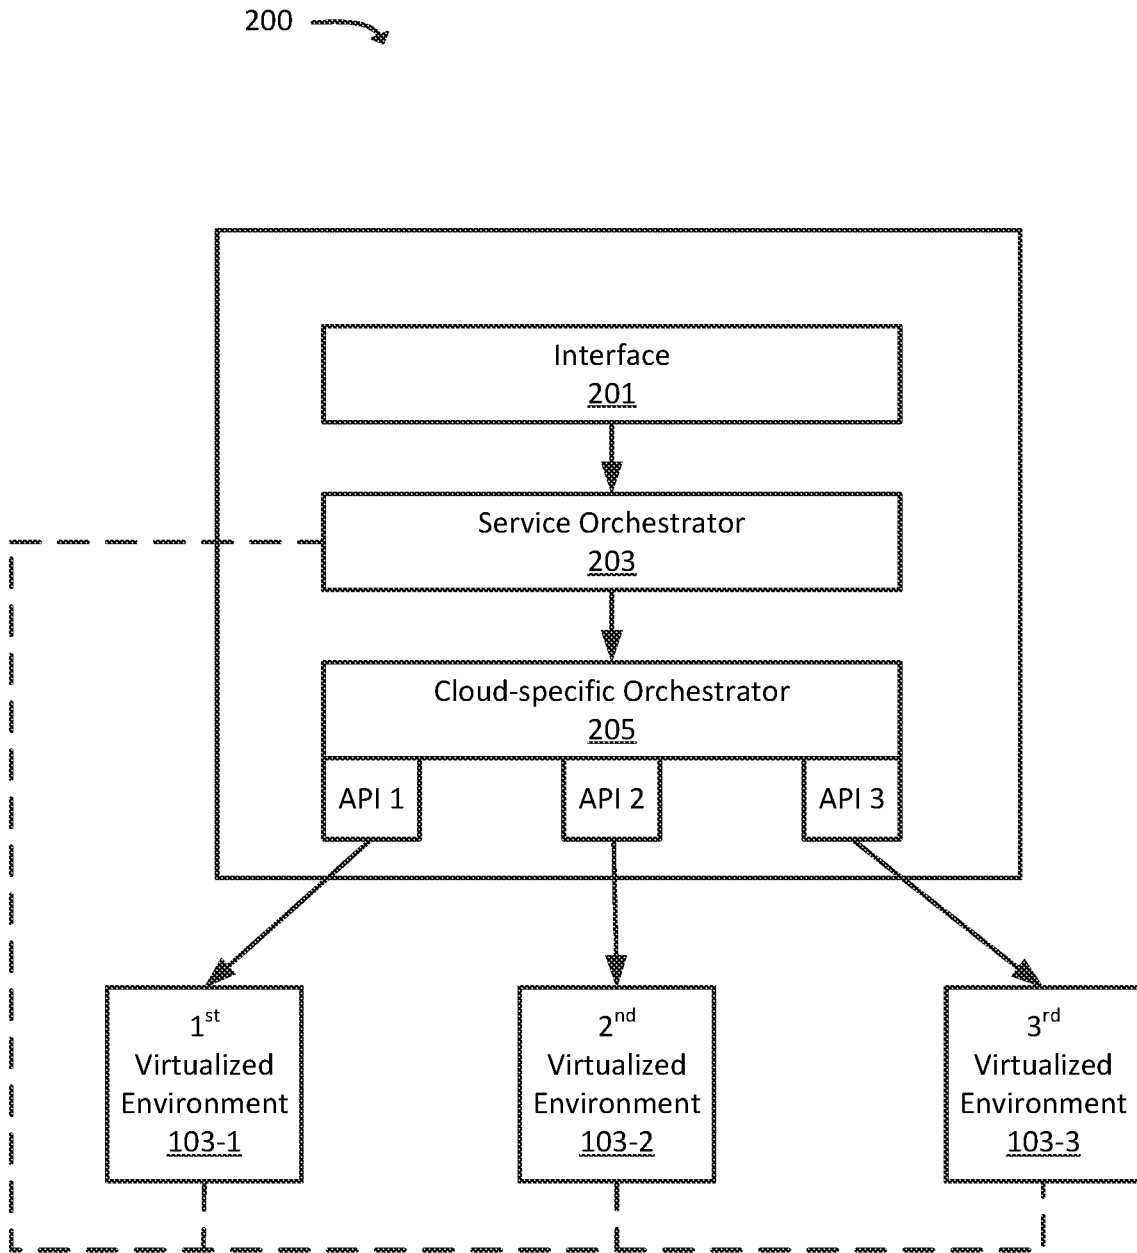 200
Interface
201
Service Orchestrator
203
Cloud-specific Orchestrator
205
API 1
API 2
API 3
1st
Virtualized
Environment
103-1
2nd
Virtualized
Environment
103-2
3rd
Virtualized
Environment
103-3